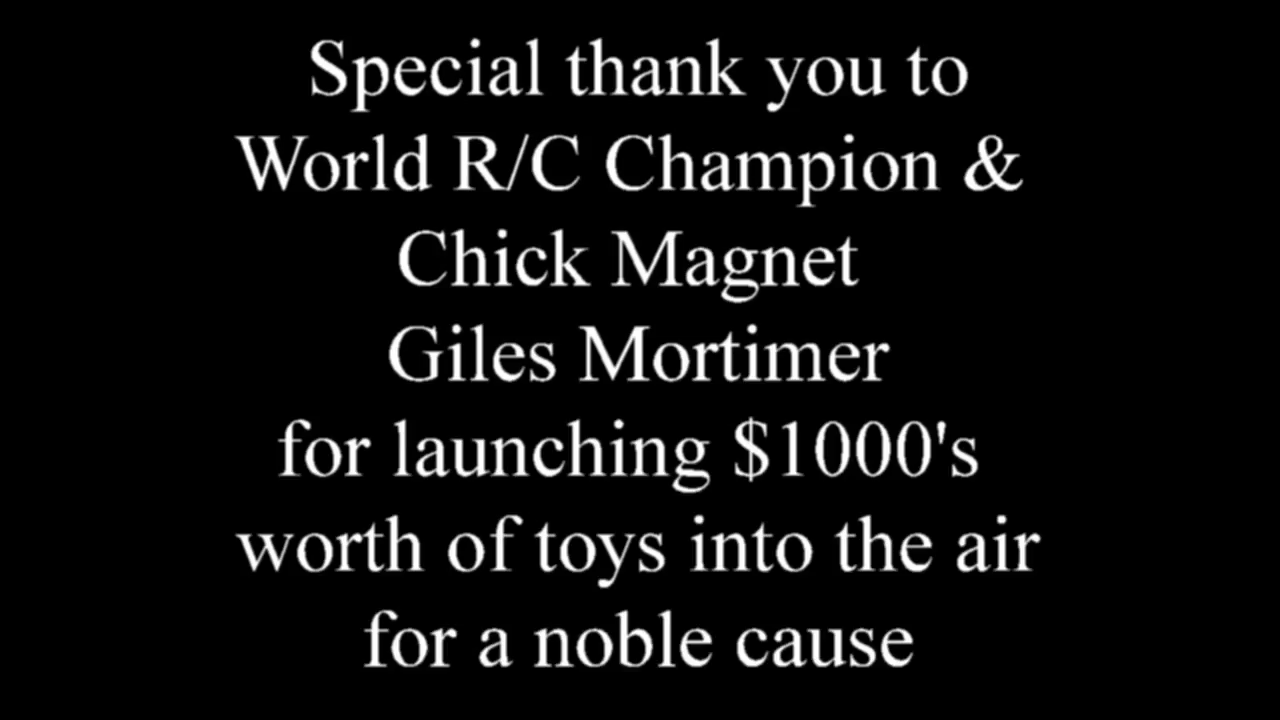 Special thank you to
World R/C Champion &
Chick Magnet
Giles Mortimer
for launching $1000's
worth of toys into the air
for a noble cause